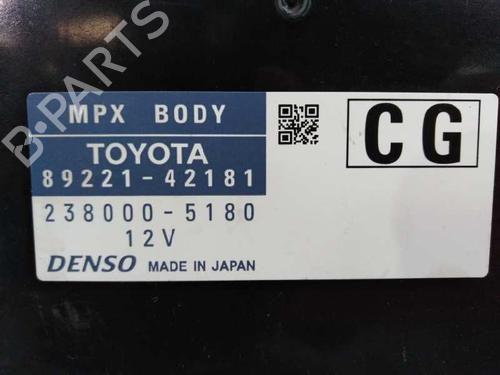 B-PARTS
MPX BODY
TOYOTA
89221-42181
238000-5180
12V
DENSO MADE IN JAPAN
CG